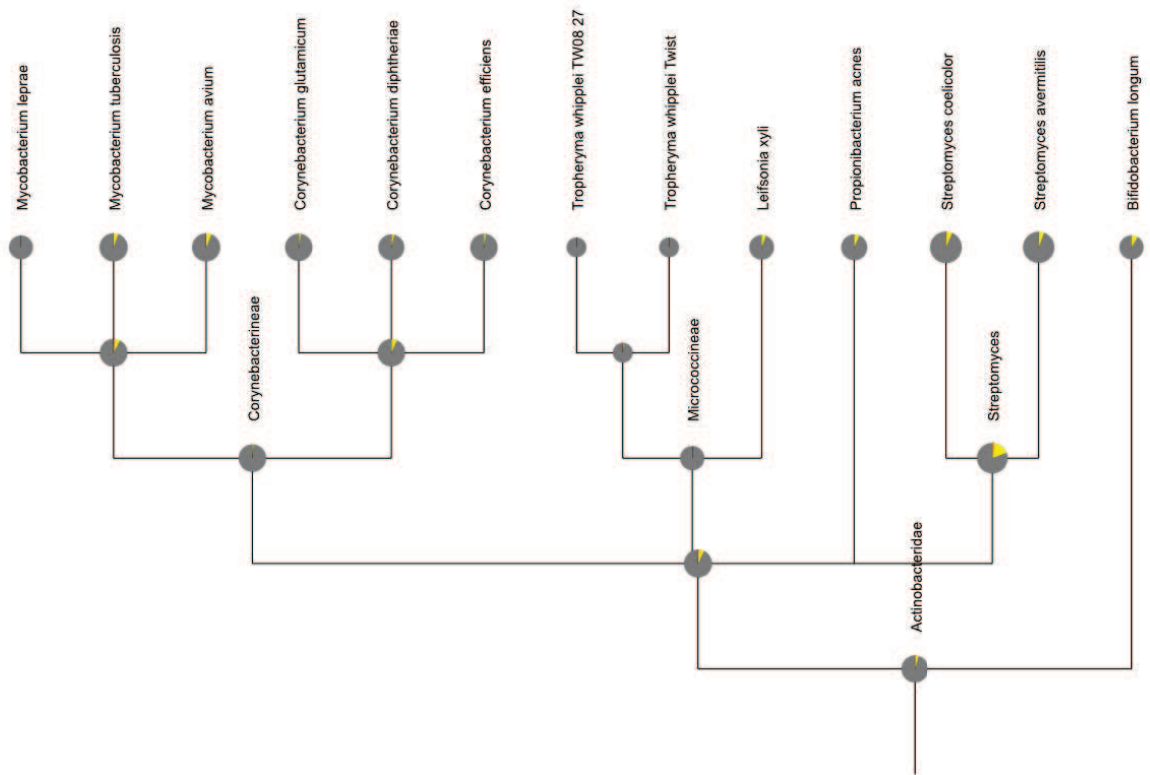 Mycobacterium leprae
Mycobacterium tuberculosis
Mycobacterium avium
Corynebacterium glutamicum
Corynebacterium diphtheriae
Corynebacterium efficiens
Tropheryma whipplei TW08 27
Tropheryma whipplei Twist
Leifsonia xyli
Propionibacterium acnes
Streptomyces coelicolor
Streptomyces avermitilis
Bifidobacterium longum
Corynebacterineae
Micrococcineae
Streptomyces
Actinobacteridae